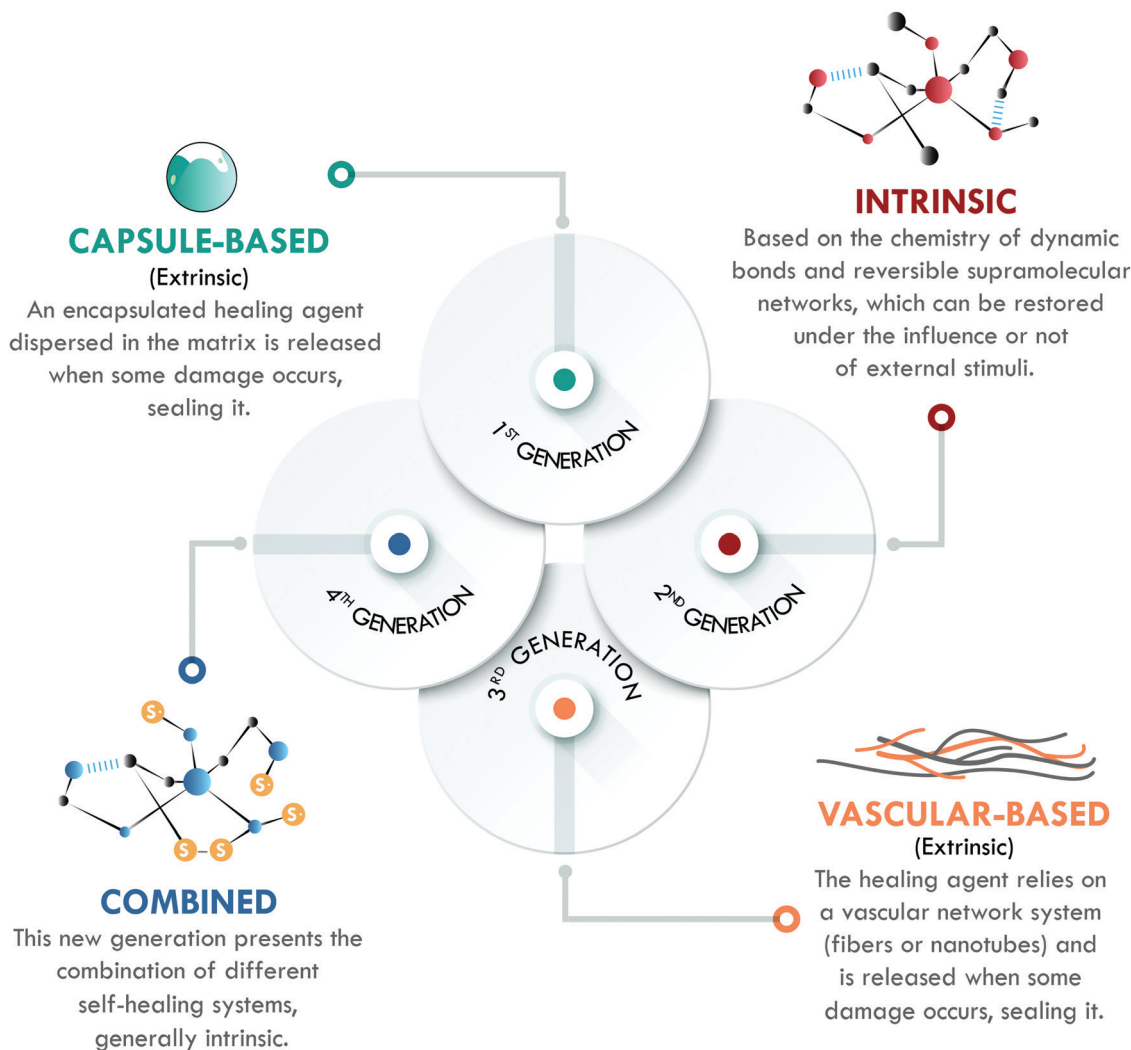 CAPSULE-BASED
(Extrinsic)
An encapsulated healing agent
dispersed in the matrix is released
when some damage occurs,
sealing it.
INTRINSIC
Based on the chemistry of dynamic
bonds and reversible supramolecular
networks, which can be restored
under the influence or not
of external stimuli.
1ST GENERATION
4TH GENERATION
2ND GENERATION
3RD GENERATION
S·
S·
S·
S–S
COMBINED
This new generation presents the
combination of different
self-healing systems,
generally intrinsic.
VASCULAR-BASED
(Extrinsic)
The healing agent relies on
a vascular network system
(fibers or nanotubes) and
is released when some
damage occurs, sealing it.